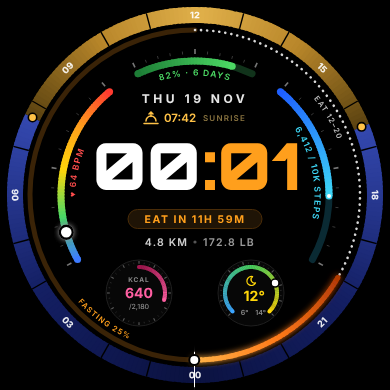 12
15
18
21
00
03
06
09
82% · 6 DAYS
THU 19 NOV
07:42 SUNRISE
EAT 12-20
♥ 64 BPM
6,412 / 10K STEPS
00:01
EAT IN 11H 59M
4.8 KM • 172.8 LB
KCAL
640
/2,180
12°
6° 14°
FASTING 25%